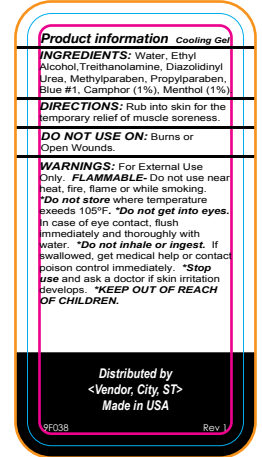 Product information Cooling Gel
INGREDIENTS: Water, Ethyl
Alcohol,Treithanolamine, Diazolidinyl
Urea, Methylparaben, Propylparaben,
Blue #1, Camphor (1%), Menthol (1%)
DIRECTIONS: Rub into skin for the
temporary relief of muscle soreness.
DO NOT USE ON: Burns or
Open Wounds.
WARNINGS: For External Use
Only. FLAMMABLE- Do not use near
heat, fire, flame or while smoking.
*Do not store where temperature
exceeds 105ºF. *Do not get into eyes.
In case of eye contact, flush
immediately and thoroughly with
water. *Do not inhale or ingest. If
swallowed, get medical help or contact
poison control immediately. *Stop
use and ask a doctor if skin irritation
develops. *KEEP OUT OF REACH
OF CHILDREN.
Distributed by
<Vendor, City, ST>
Made in USA
9F038 Rev 1